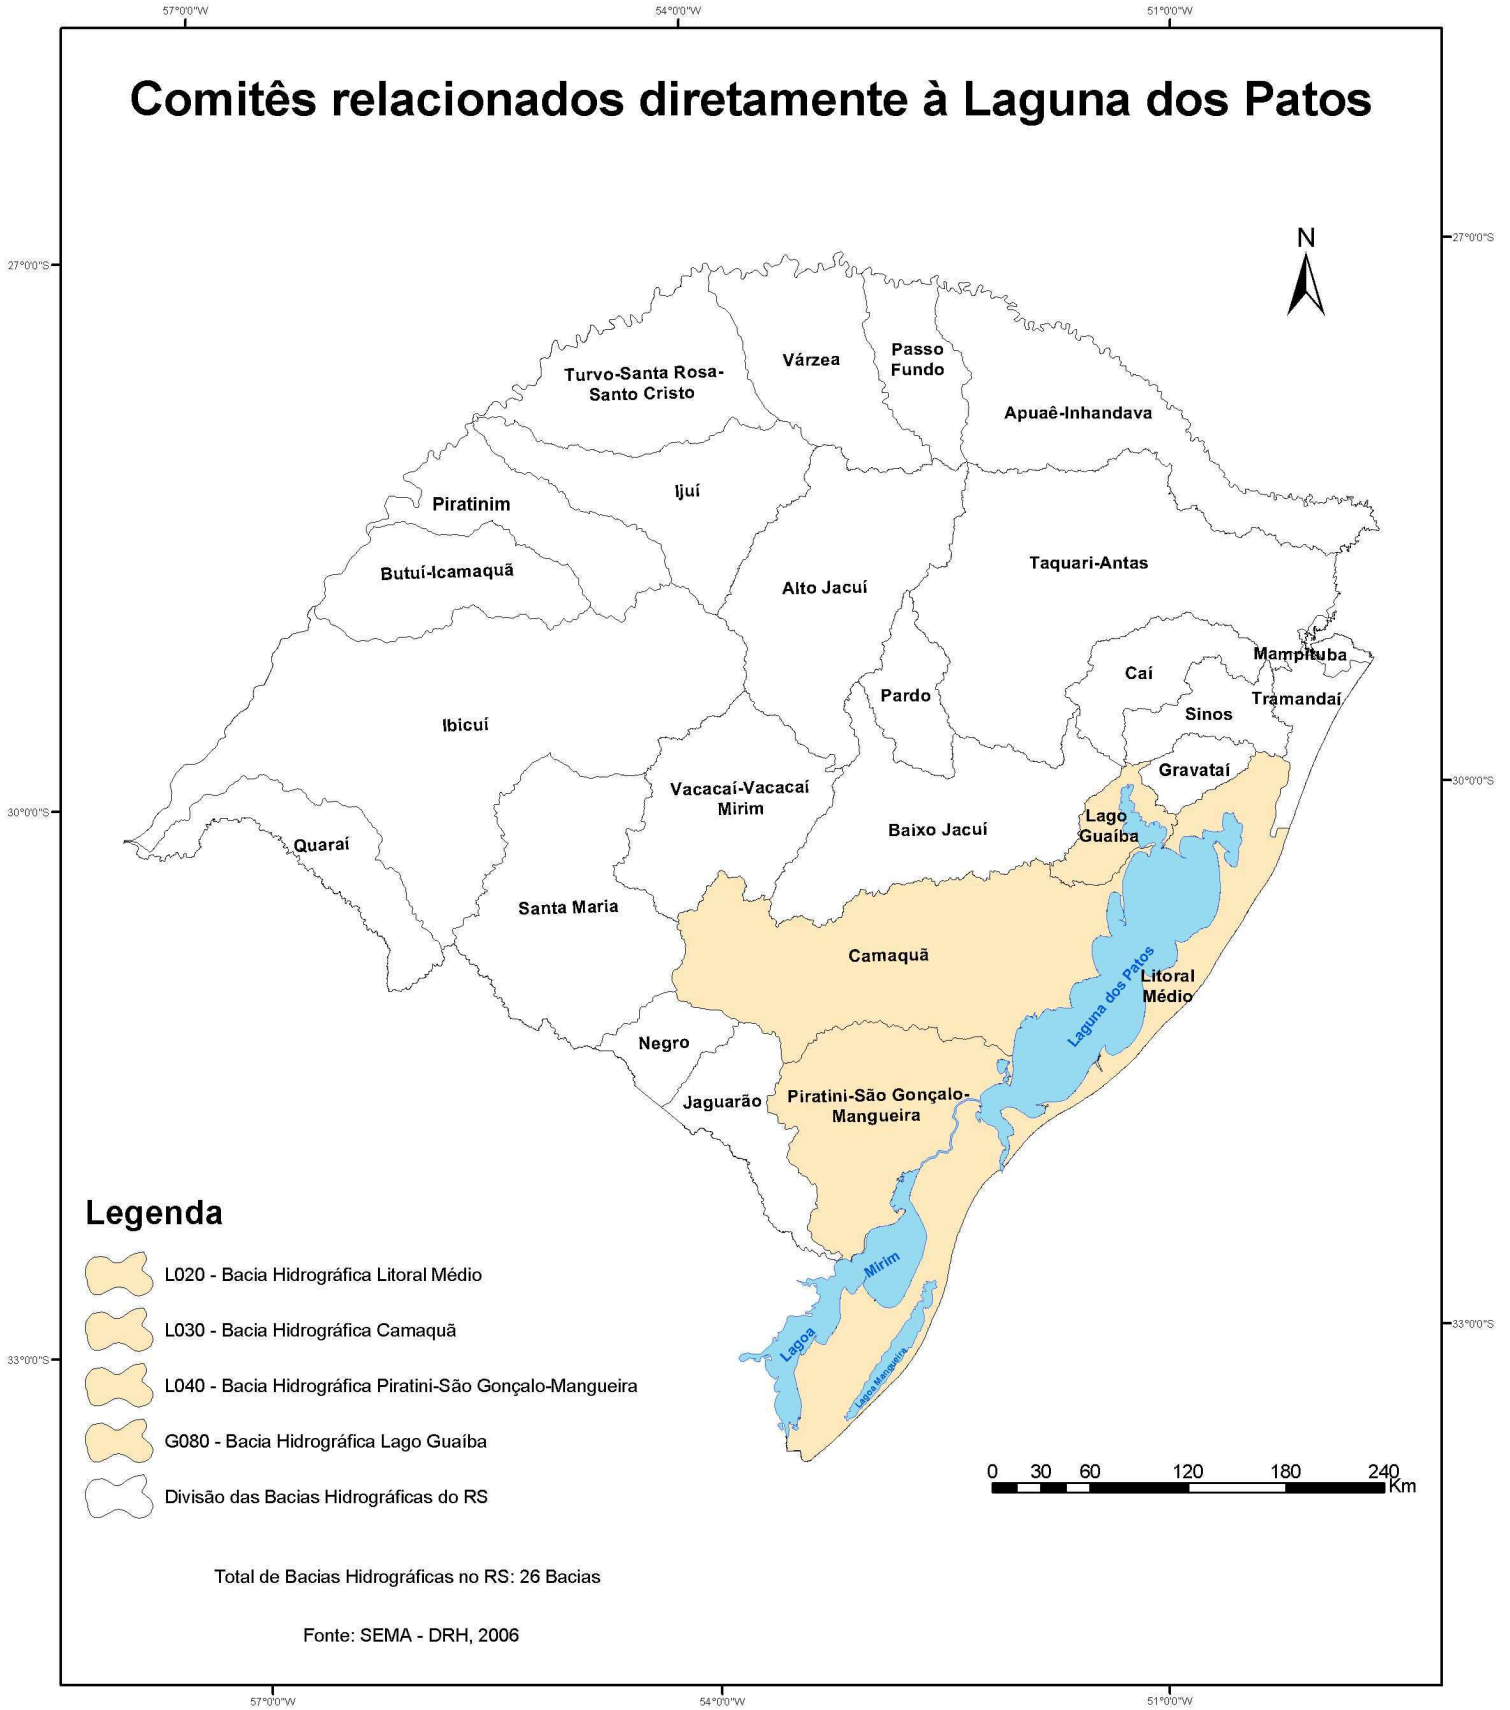 57°0'0"W 54°0'0"W 51°0'0"W
Comitês relacionados diretamente à Laguna dos Patos
N
27°0'0"S
27°0'0"S
Turvo-Santa Rosa-
Santo Cristo
Várzea
Passo
Fundo
Apuaê-Inhandava
Piratinim
Ijuí
Butuí-Icamaquã
Alto Jacuí
Taquari-Antas
Mampituba
Caí
Pardo
Tramandaí
Sinos
Ibicuí
Gravataí
30°0'0"S
30°0'0"S
Vacacaí-Vacacaí
Mirim
Lago
Guaíba
Baixo Jacuí
Quaraí
Santa Maria
Camaquã
Laguna dos Patos
Litoral
Médio
Negro
Jaguarão
Piratini-São Gonçalo-
Mangueira
Lagoa
Mirim
Lagoa Mangueira
33°0'0"S
33°0'0"S
Legenda
L020 - Bacia Hidrográfica Litoral Médio
L030 - Bacia Hidrográfica Camaquã
L040 - Bacia Hidrográfica Piratini-São Gonçalo-Mangueira
G080 - Bacia Hidrográfica Lago Guaíba
Divisão das Bacias Hidrográficas do RS
0 30 60 120 180 240
Km
Total de Bacias Hidrográficas no RS: 26 Bacias
Fonte: SEMA - DRH, 2006
57°0'0"W 54°0'0"W 51°0'0"W